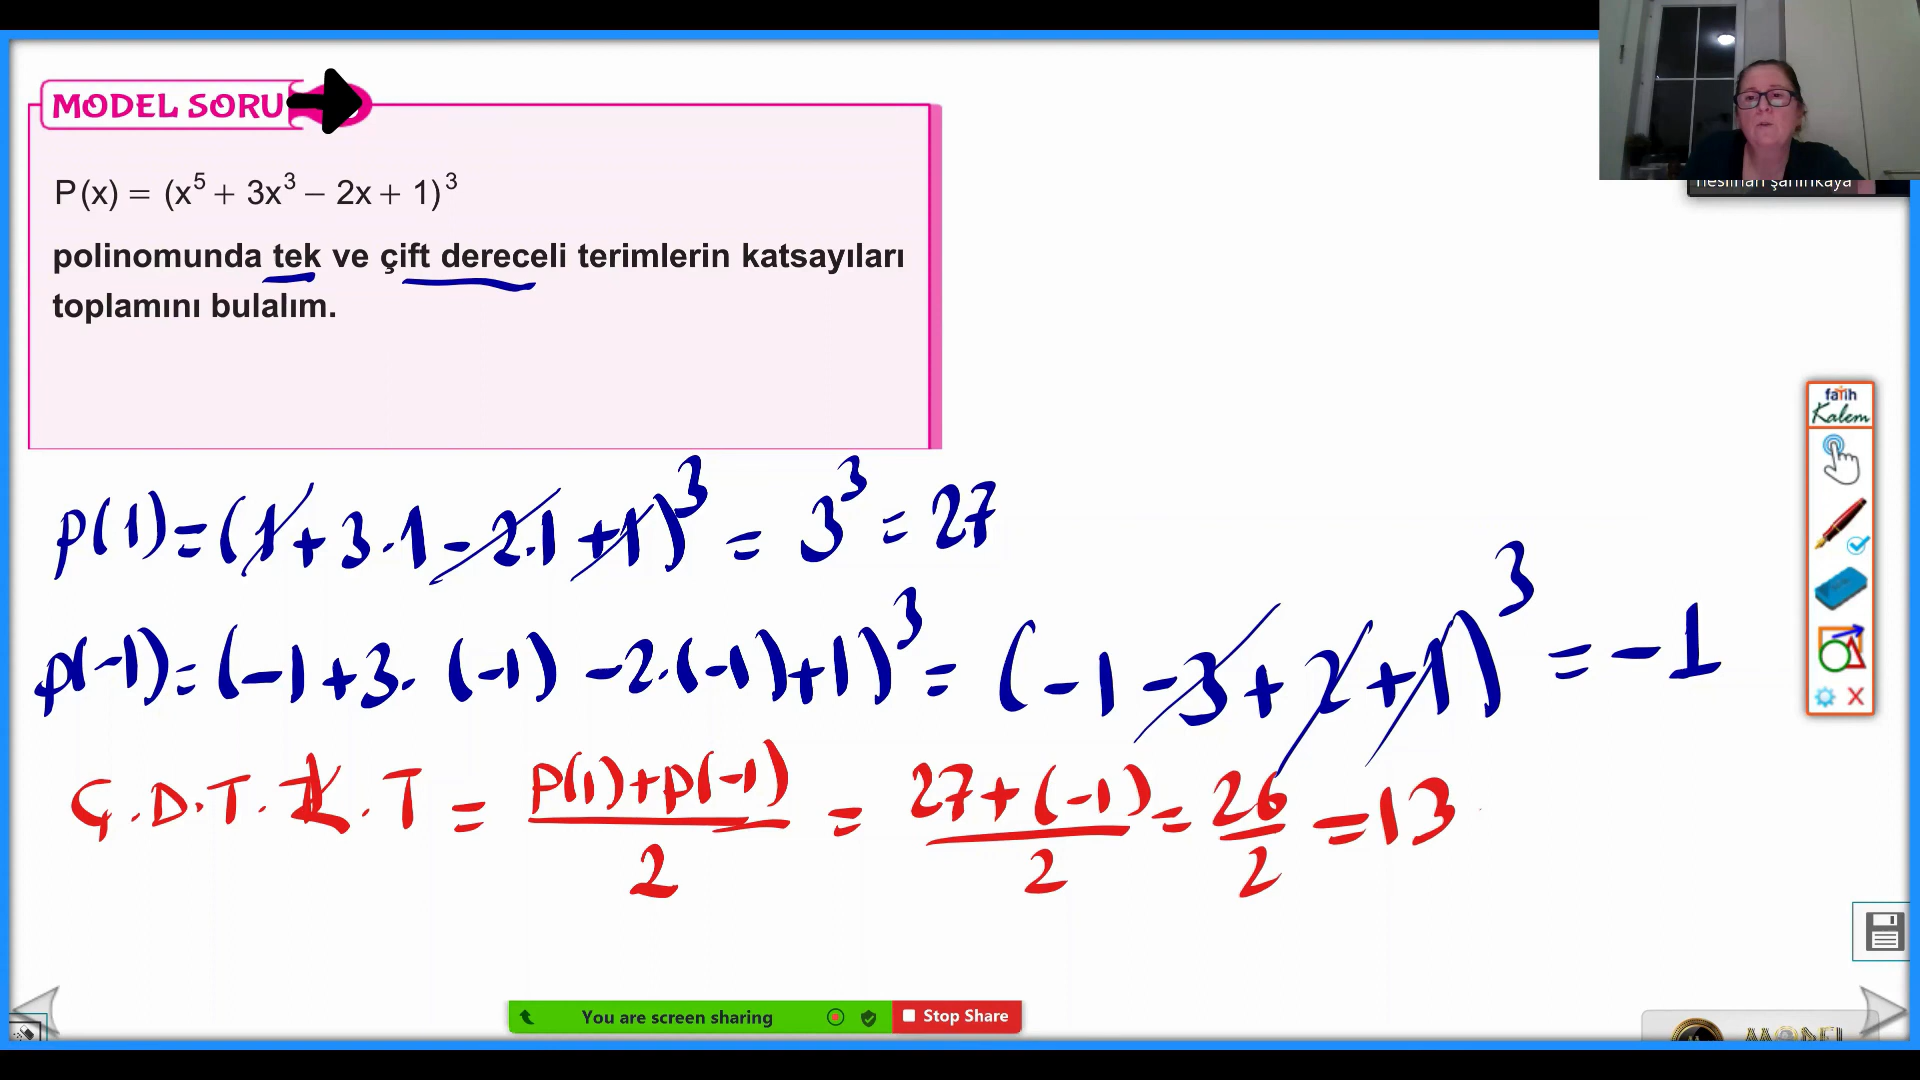 MODEL SORU
P(x) = (x⁵ + 3x³ − 2x + 1)³
polinomunda tek ve çift dereceli terimlerin katsayıları
toplamını bulalım.
p(1)=(1+3.1-2.1+1)³ = 3³ = 27
p(-1)=(-1+3.(-1)-2.(-1)+1)³ = (-1-3+2+1)³ = -1
Ç.D.T.K.T = p(1)+p(-1)/2 = 27+(-1)/2 = 26/2 = 13
fatih
Kalem
You are screen sharing
Stop Share
MODEL